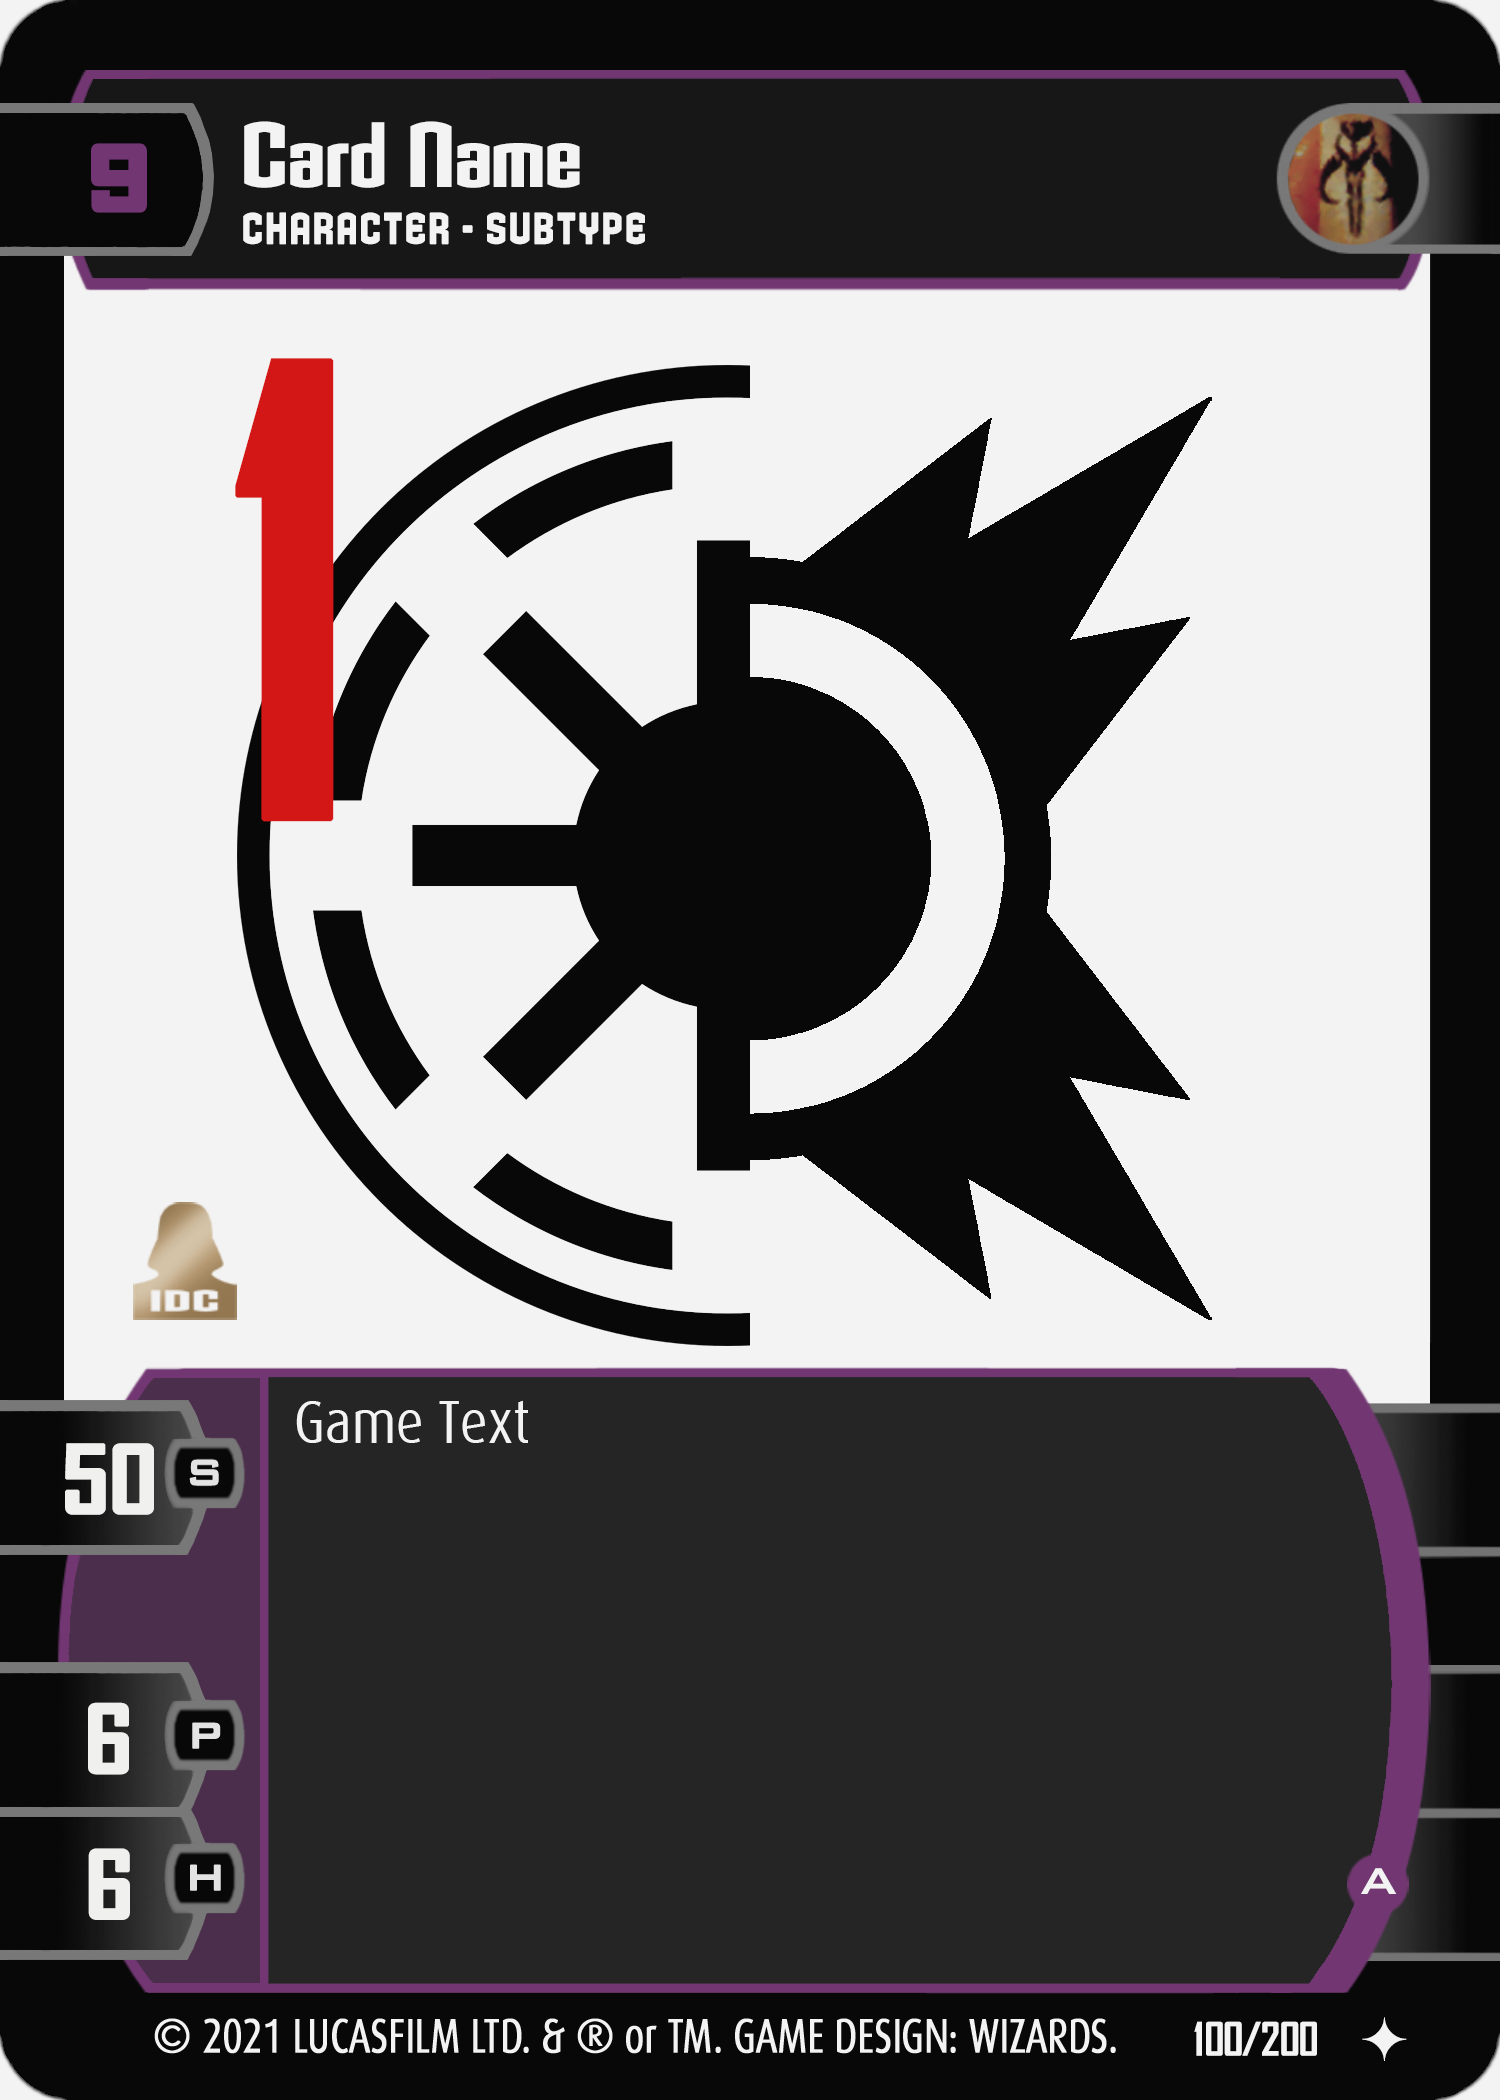 9
Card Name
CHARACTER - SUBTYPE
1
IDC
50 S
Game Text
6 P
6 H
A
© 2021 LUCASFILM LTD. & ® or TM. GAME DESIGN: WIZARDS.
100/200